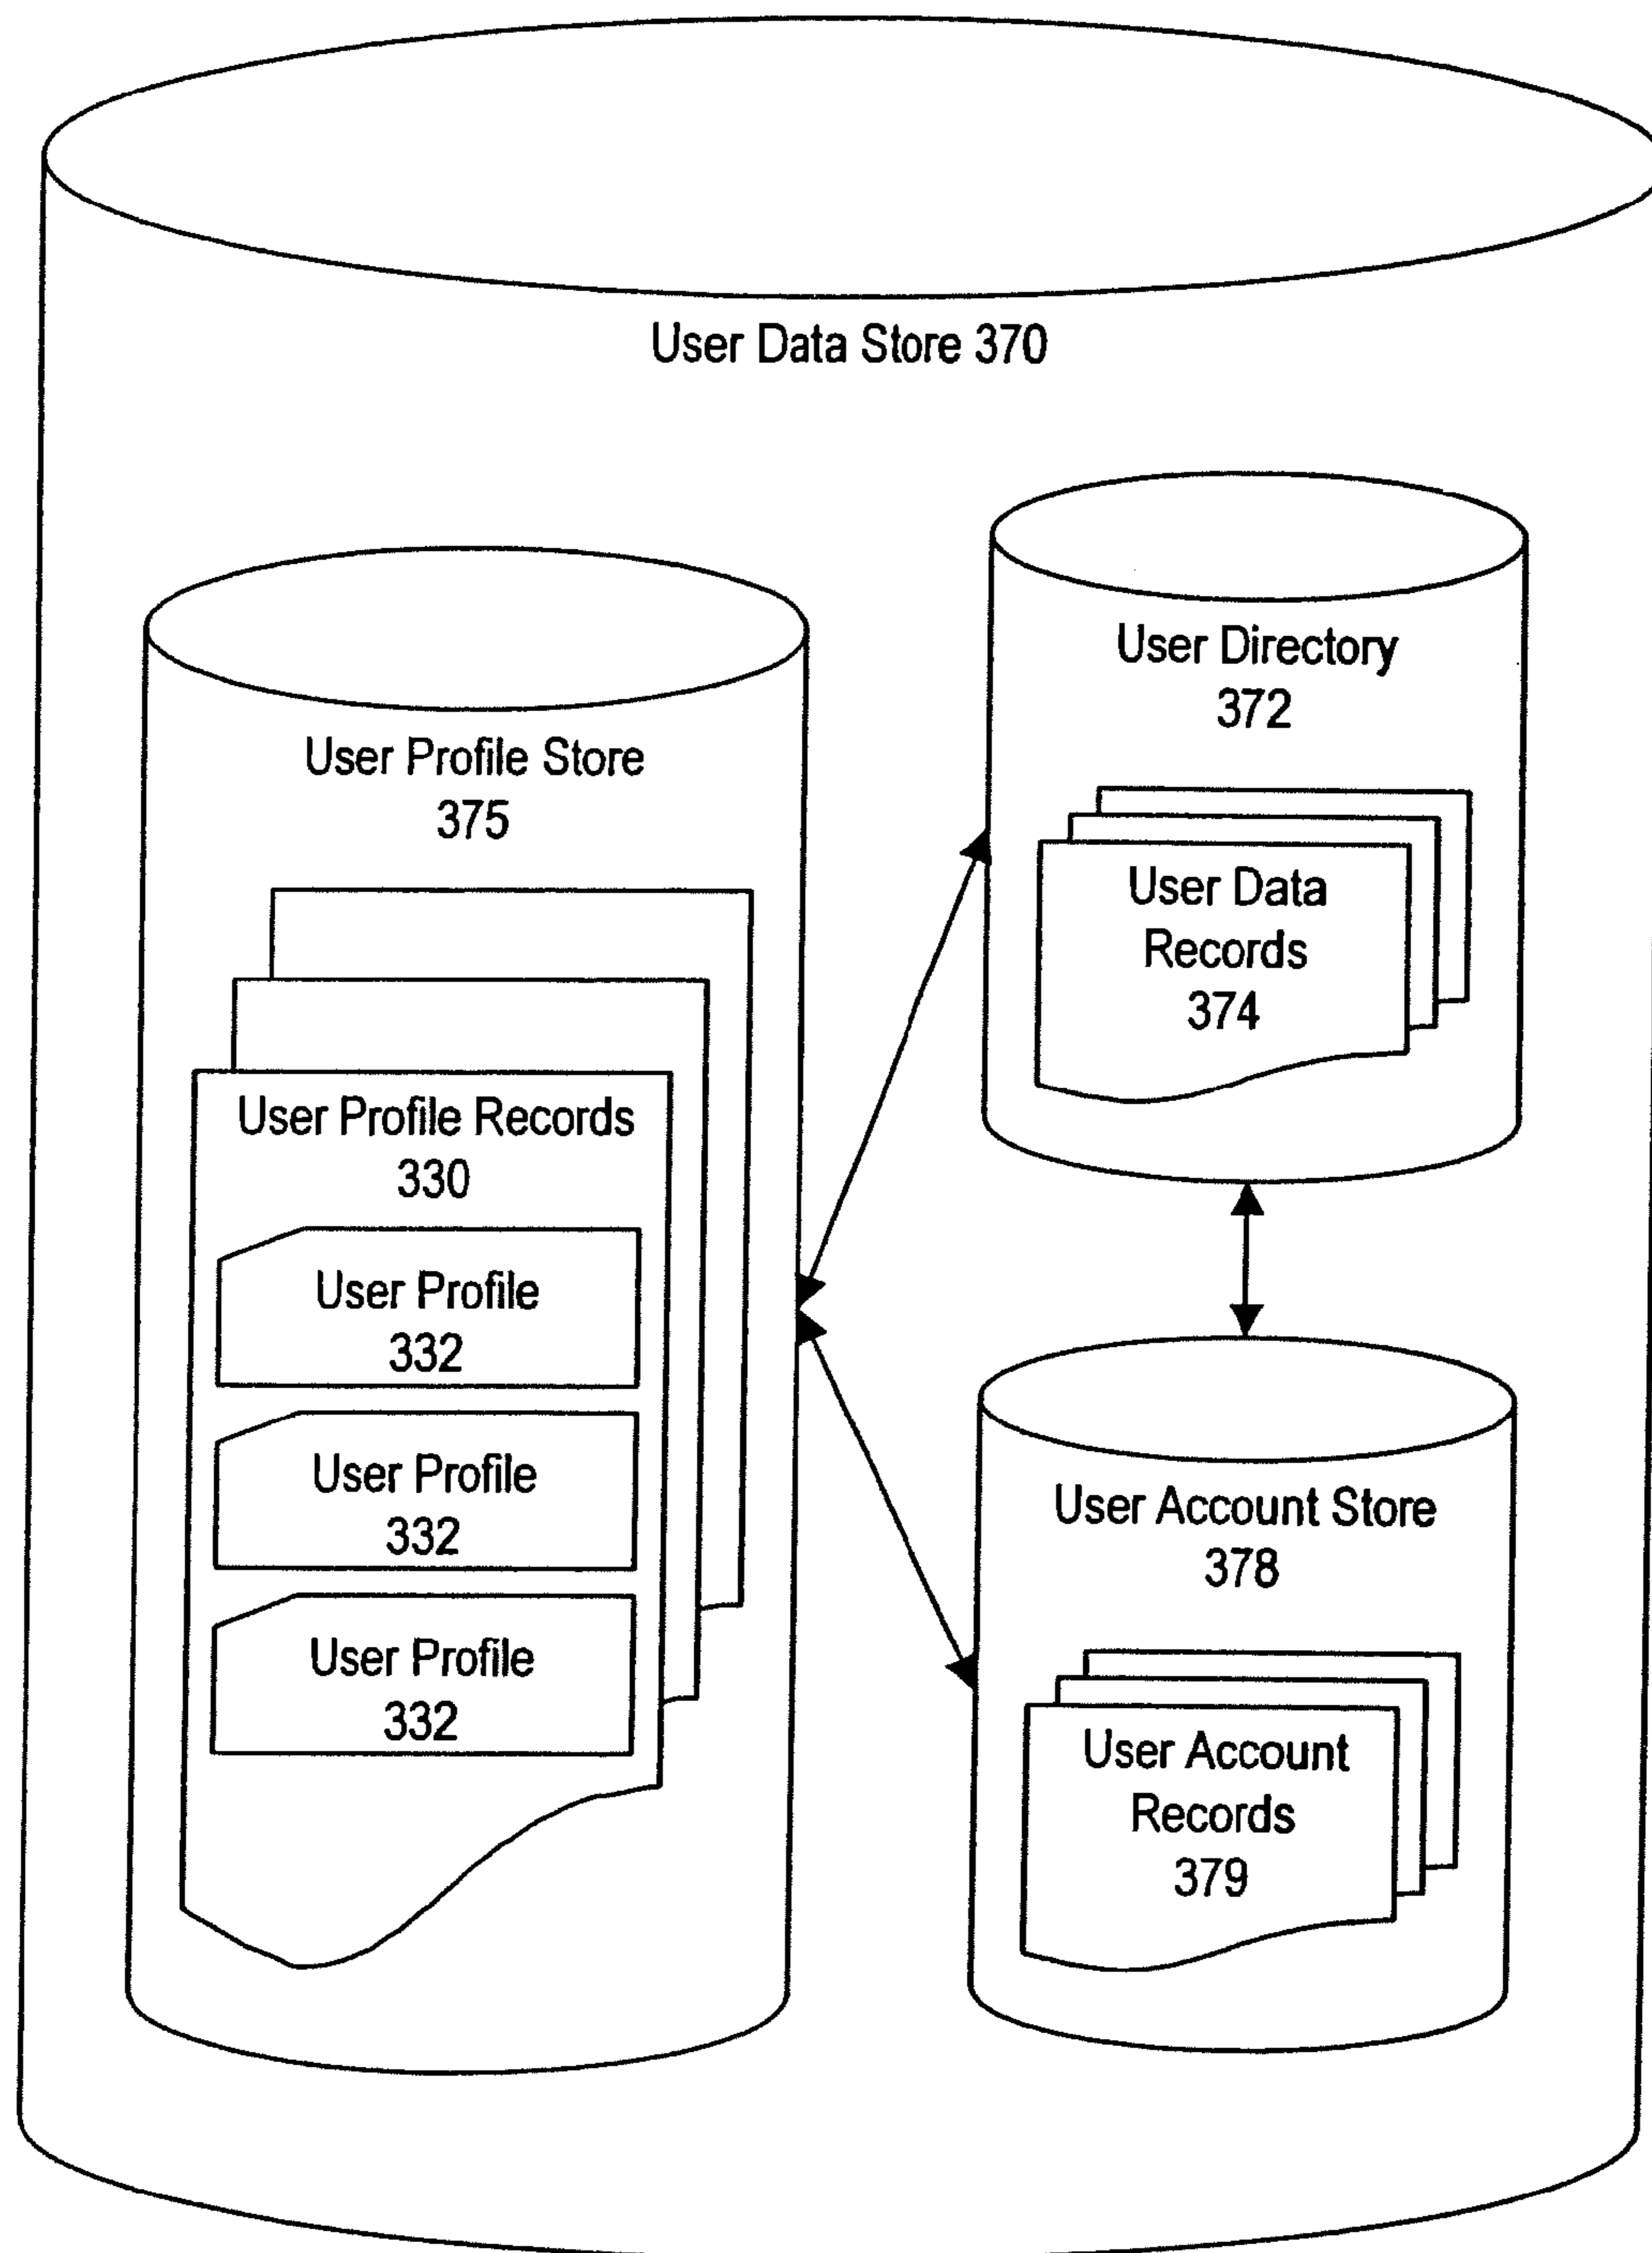 User Data Store 370
User Profile Store
375
User Profile Records
330
User Profile
332
User Profile
332
User Profile
332
User Directory
372
User Data
Records
374
User Account Store
378
User Account
Records
379